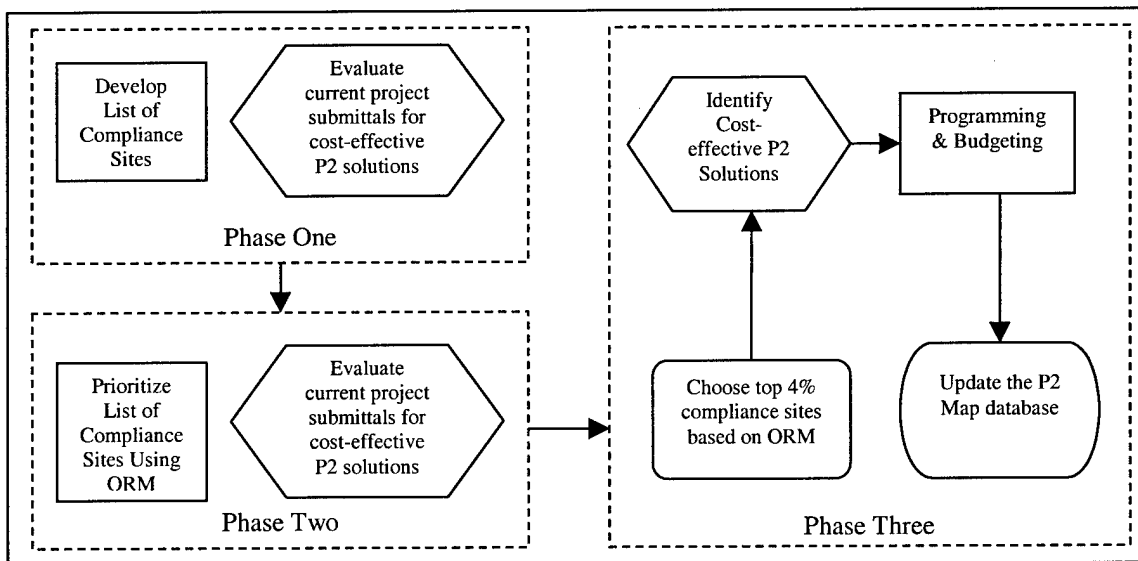 Develop
List of
Compliance
Sites
Evaluate
current project
submittals for
cost-effective
P2 solutions
Phase One
Prioritize
List of
Compliance
Sites Using
ORM
Evaluate
current project
submittals for
cost-effective
P2 solutions
Phase Two
Identify
Cost-
effective P2
Solutions
Programming
& Budgeting
Choose top 4%
compliance sites
based on ORM
Update the P2
Map database
Phase Three